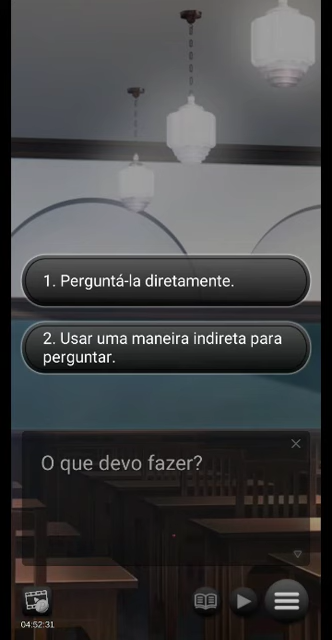 1. Perguntá-la diretamente.
2. Usar uma maneira indireta para
perguntar.
O que devo fazer?
04:52:31